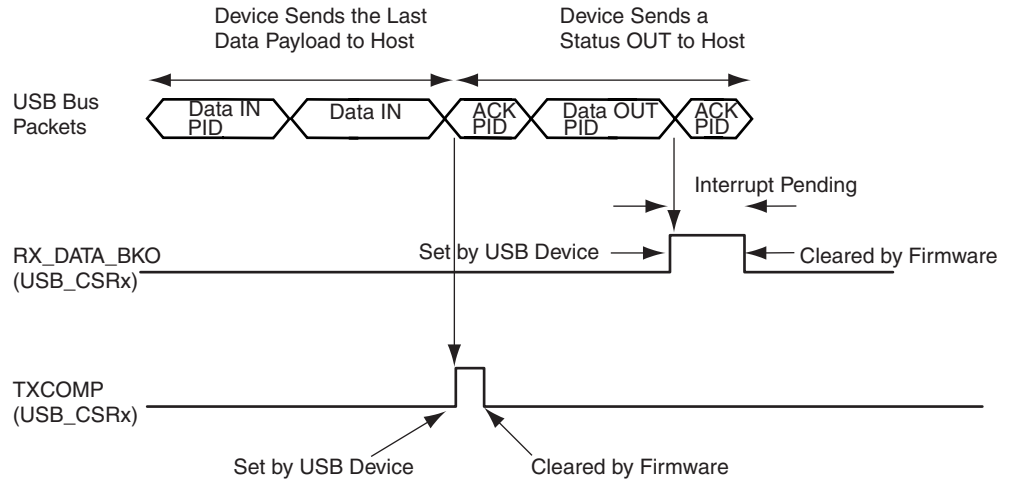 Device Sends the Last
Data Payload to Host
Device Sends a
Status OUT to Host
USB Bus
Packets
Data IN
PID
Data IN
ACK
PID
Data OUT
PID
ACK
PID
Interrupt Pending
RX_DATA_BKO
(USB_CSRx)
Set by USB Device
Cleared by Firmware
TXCOMP
(USB_CSRx)
Set by USB Device
Cleared by Firmware